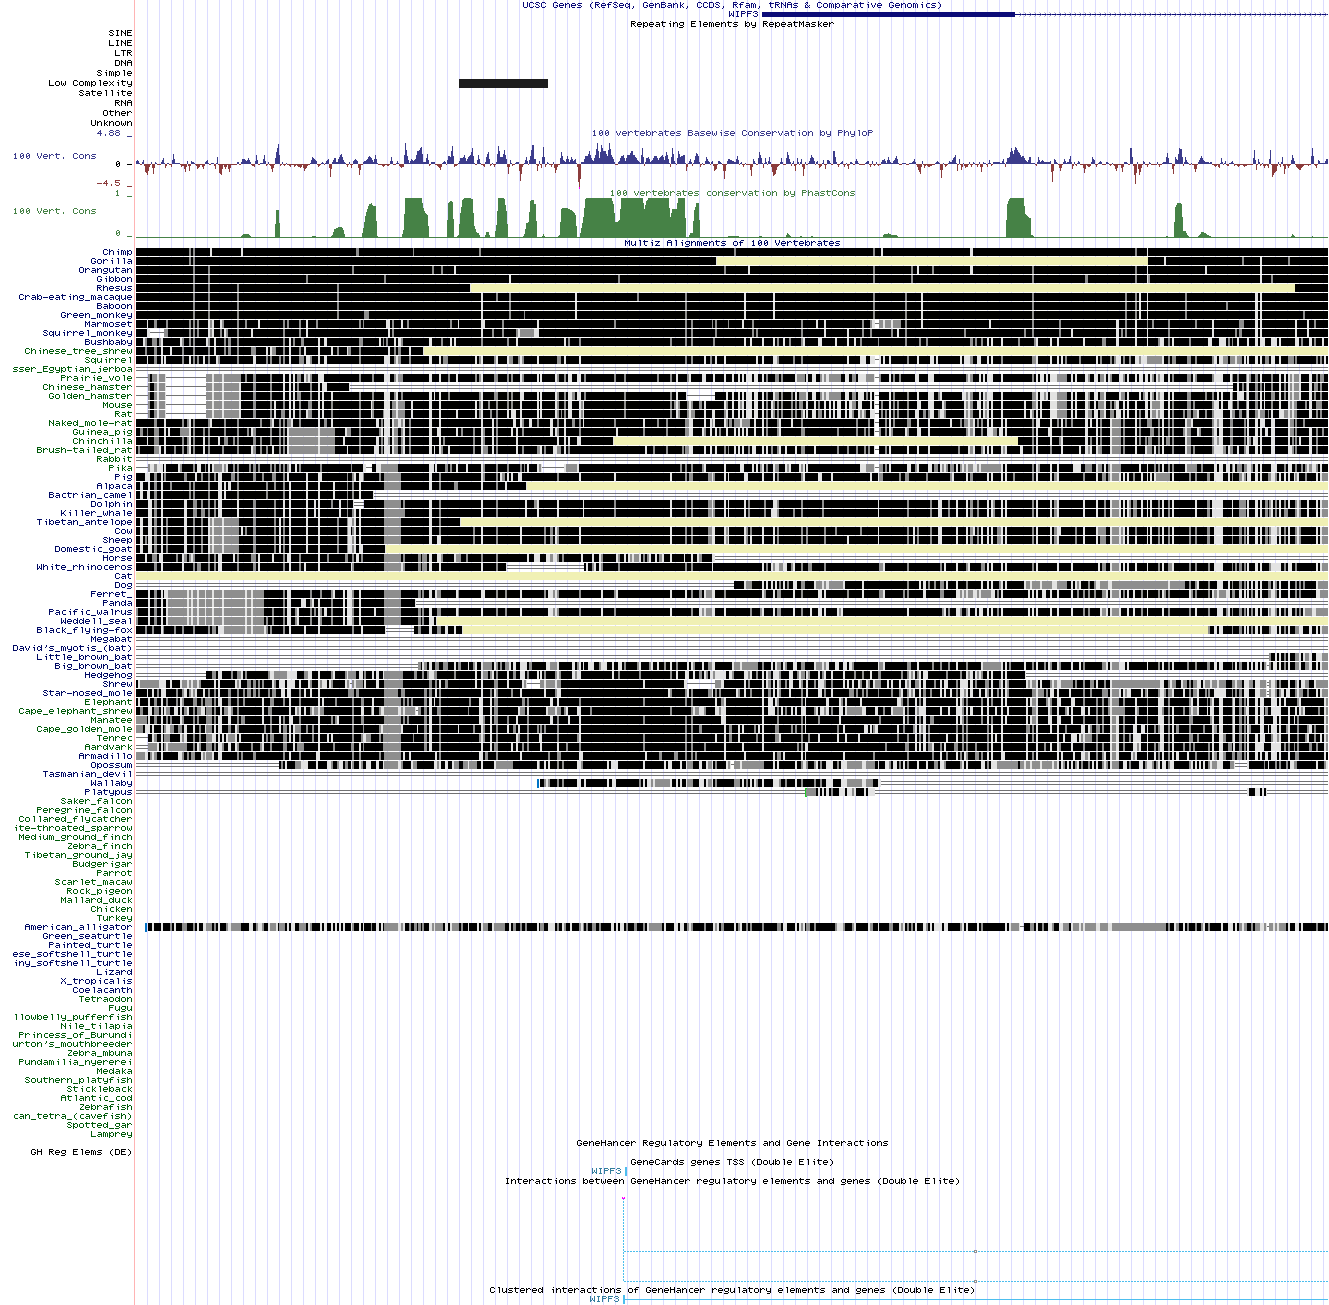 UCSC Genes (RefSeq, GenBank, CCDS, Rfam, tRNAs & Comparative Genomics)
WIPF3
Repeating Elements by RepeatMasker
SINE
LINE
LTR
DNA
Simple
Low Complexity
Satellite
RNA
Other
Unknown
4.88 _
100 vertebrates Basewise Conservation by PhyloP
100 Vert. Cons
0 _
-4.5 _
1 _
100 vertebrates conservation by PhastCons
100 Vert. Cons
0 _
Multiz Alignments of 100 Vertebrates
Chimp
Gorilla
Orangutan
Gibbon
Rhesus
Crab-eating_macaque
Baboon
Green_monkey
Marmoset
Squirrel_monkey
Bushbaby
Chinese_tree_shrew
Squirrel
sser_Egyptian_jerboa
Prairie_vole
Chinese_hamster
Golden_hamster
Mouse
Rat
Naked_mole-rat
Guinea_pig
Chinchilla
Brush-tailed_rat
Rabbit
Pika
Pig
Alpaca
Bactrian_camel
Dolphin
Killer_whale
Tibetan_antelope
Cow
Sheep
Domestic_goat
Horse
White_rhinoceros
Cat
Dog
Ferret_
Panda
Pacific_walrus
Weddell_seal
Black_flying-fox
Megabat
David's_myotis_(bat)
Little_brown_bat
Big_brown_bat
Hedgehog
Shrew
Star-nosed_mole
Elephant
Cape_elephant_shrew
Manatee
Cape_golden_mole
Tenrec
Aardvark
Armadillo
Opossum
Tasmanian_devil
Wallaby
Platypus
Saker_falcon
Peregrine_falcon
Collared_flycatcher
ite-throated_sparrow
Medium_ground_finch
Zebra_finch
Tibetan_ground_jay
Budgerigar
Parrot
Scarlet_macaw
Rock_pigeon
Mallard_duck
Chicken
Turkey
American_alligator
Green_seaturtle
Painted_turtle
ese_softshell_turtle
iny_softshell_turtle
Lizard
X_tropicalis
Coelacanth
Tetraodon
Fugu
llowbelly_pufferfish
Nile_tilapia
Princess_of_Burundi
urton's_mouthbreeder
Zebra_mbuna
Pundamilia_nyererei
Medaka
Southern_platyfish
Stickleback
Atlantic_cod
Zebrafish
can_tetra_(cavefish)
Spotted_gar
Lamprey
GeneHancer Regulatory Elements and Gene Interactions
GH Reg Elems (DE)
GeneCards genes TSS (Double Elite)
WIPF3
Interactions between GeneHancer regulatory elements and genes (Double Elite)
Clustered interactions of GeneHancer regulatory elements and genes (Double Elite)
WIPF3